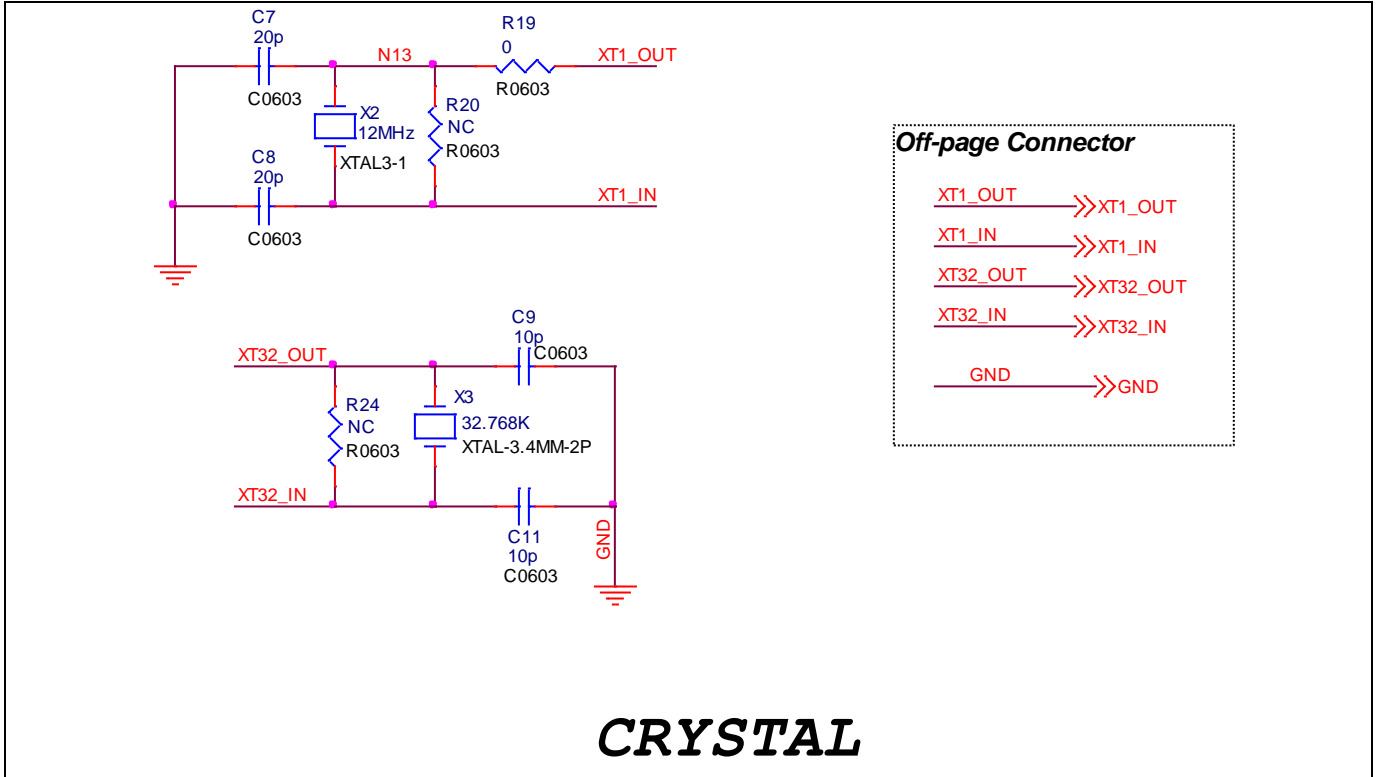 C7
20p
C0603
N13
R19
0
R0603
XT1_OUT
X2
12MHz
XTAL3-1
R20
NC
R0603
C8
20p
C0603
XT1_IN
XT32_OUT
C9
10p
C0603
R24
NC
R0603
X3
32.768K
XTAL-3.4MM-2P
XT32_IN
C11
10p
C0603
GND
Off-page Connector
XT1_OUT XT1_OUT
XT1_IN XT1_IN
XT32_OUT XT32_OUT
XT32_IN XT32_IN
GND GND
CRYSTAL